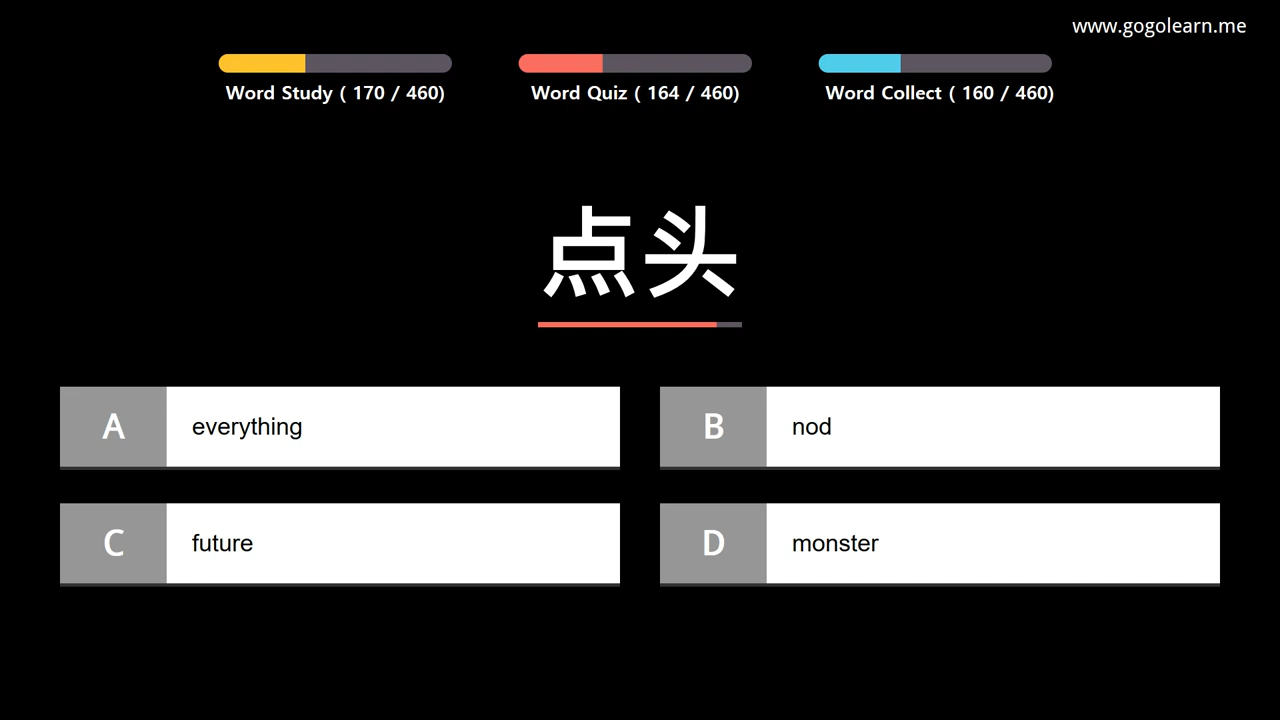 www.gogolearn.me
Word Study ( 170 / 460)
Word Quiz ( 164 / 460)
Word Collect ( 160 / 460)
点头
A everything
B nod
C future
D monster